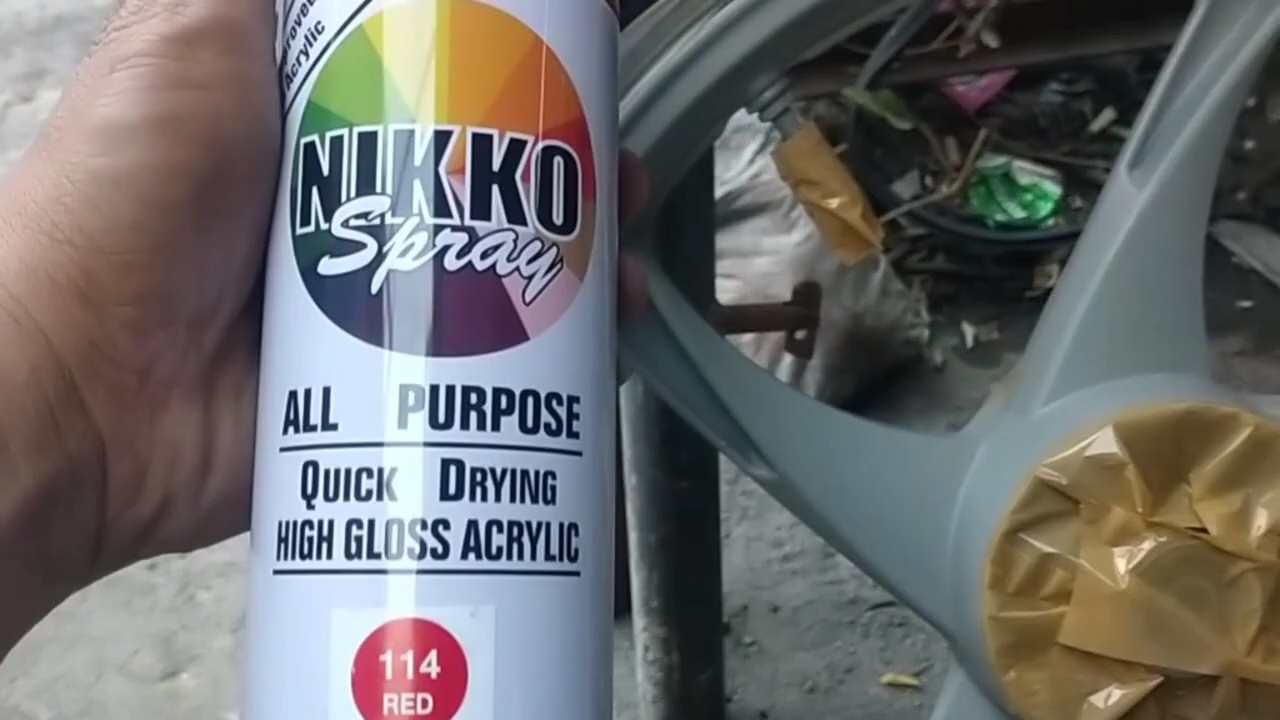 Acrylic
NIKKO
Spray
ALL PURPOSE
QUICK DRYING
HIGH GLOSS ACRYLIC
114
RED